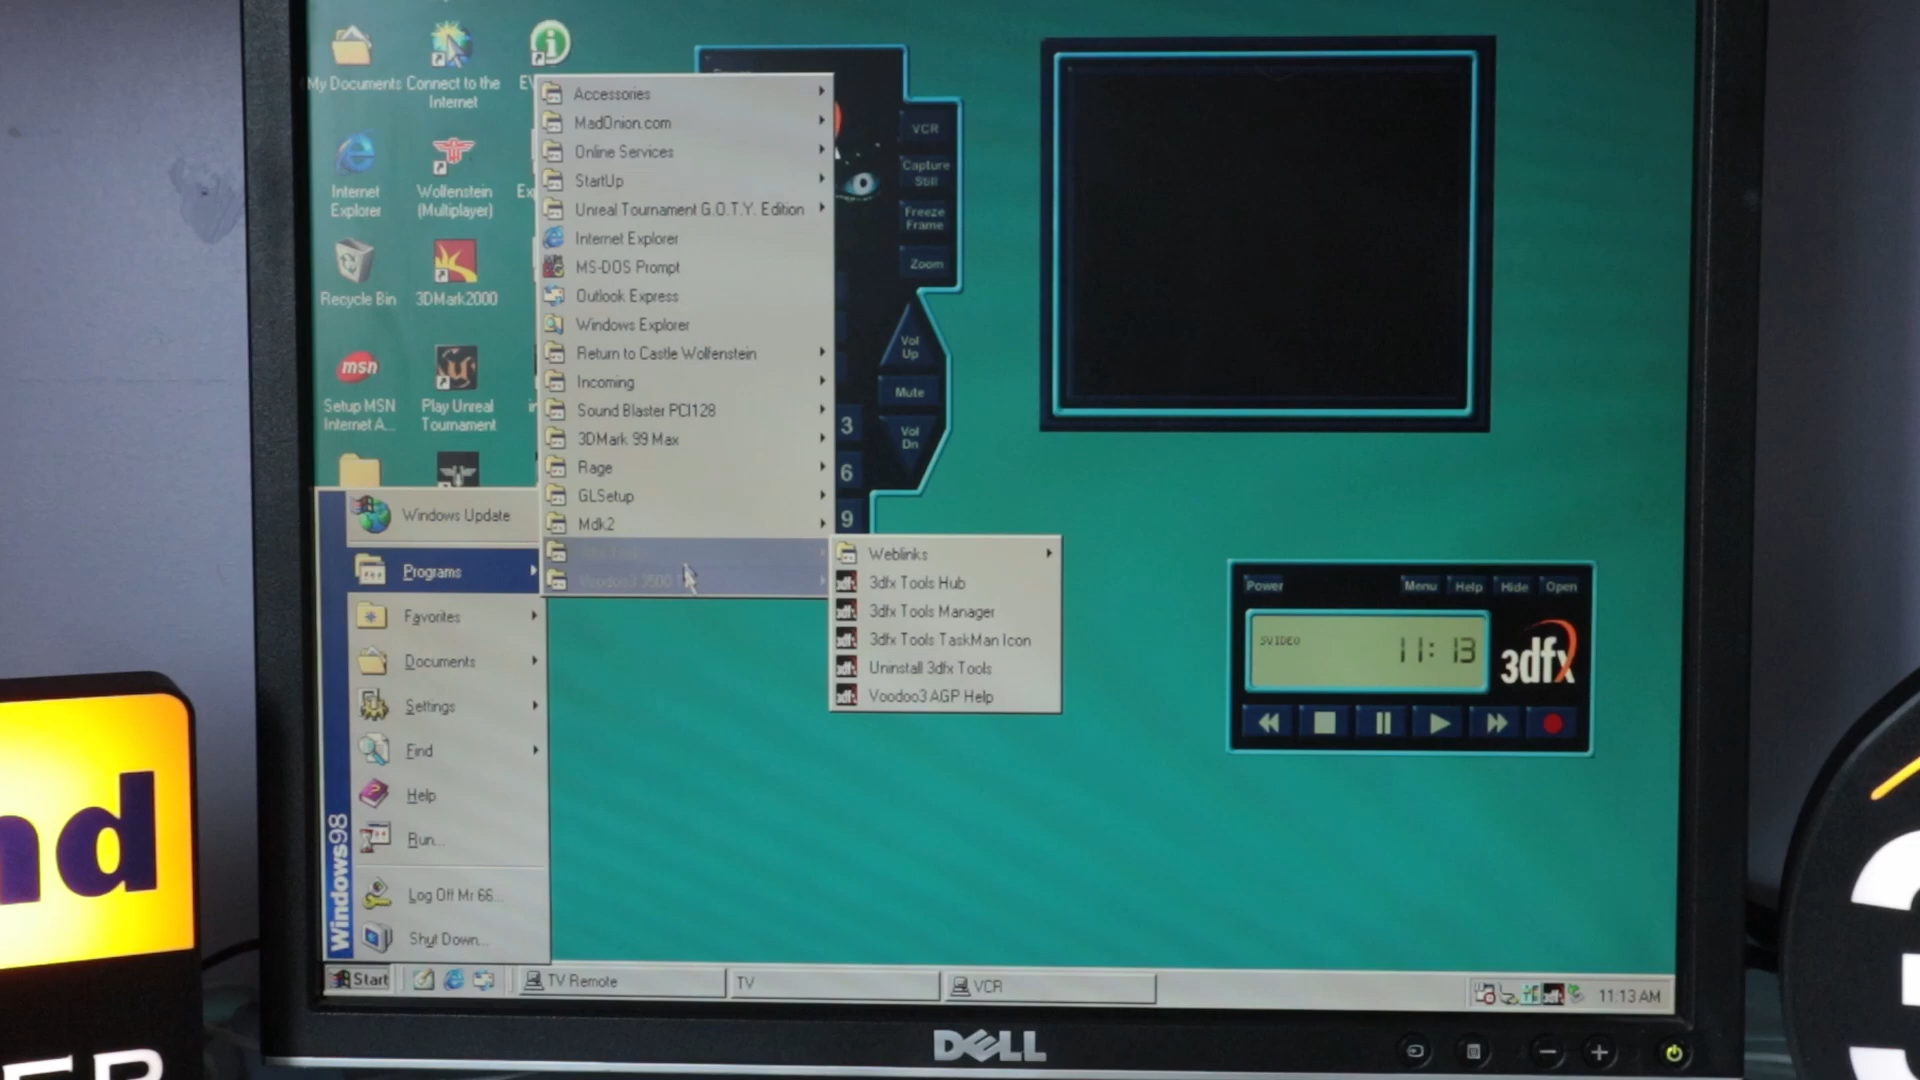 My Documents
Connect to the
Internet
Internet
Explorer
Wolfenstein
(Multiplayer)
Recycle Bin
3DMark2000
msn
Setup MSN
Internet A...
Play Unreal
Tournament
Windows Update
Programs
Favorites
Documents
Settings
Find
Help
Run...
Log Off Mr 66...
Shut Down...
Windows98
Accessories
MadOnion.com
Online Services
StartUp
Unreal Tournament G.O.T.Y. Edition
Internet Explorer
MS-DOS Prompt
Outlook Express
Windows Explorer
Return to Castle Wolfenstein
Incoming
Sound Blaster PCI128
3DMark 99 Max
Rage
GLSetup
Mdk2
Voodoo3 3500
Weblinks
3dfx Tools Hub
3dfx Tools Manager
3dfx Tools TaskMan Icon
Uninstall 3dfx Tools
Voodoo3 AGP Help
VCR
Capture
Still
Freeze
Frame
Zoom
Vol
Up
Mute
Vol
Dn
3
6
9
Power
Menu Help Hide Open
SVIDEO
11:13
3dfx
Start
TV Remote
TV
VCR
11:13 AM
DELL
nd
ER
3